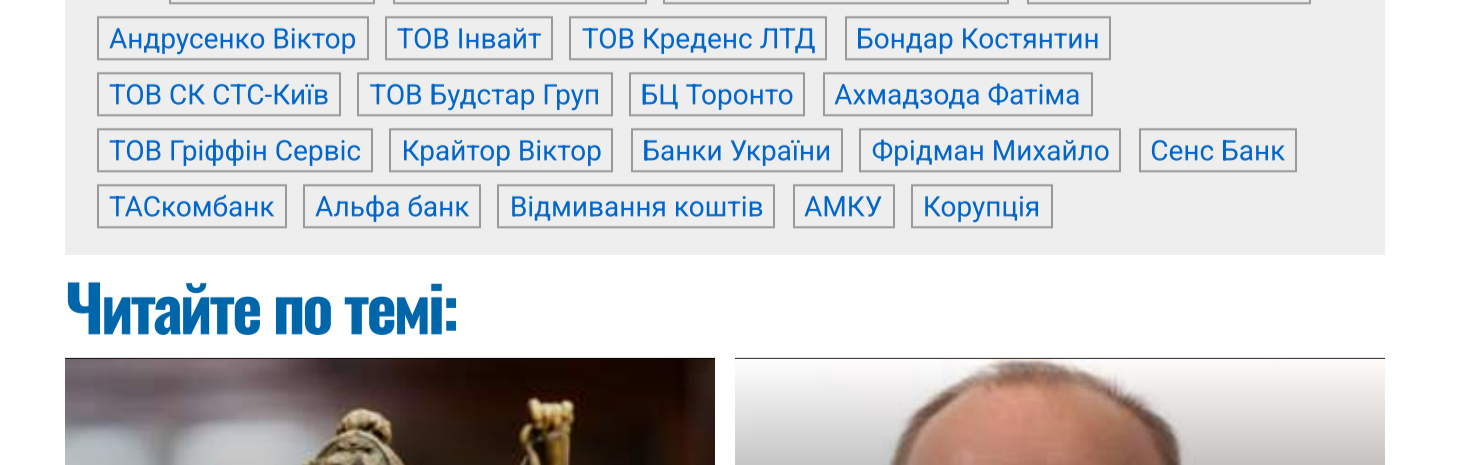 Андрусенко Віктор ТОВ Інвайт ТОВ Креденс ЛТД Бондар Костянтин
ТОВ СК СТС-Київ ТОВ Будстар Груп БЦ Торонто Ахмадзода Фатіма
ТОВ Гріффін Сервіс Крайтор Віктор Банки України Фрідман Михайло Сенс Банк
ТАСкомбанк Альфа банк Відмивання коштів АМКУ Корупція
Читайте по темі: